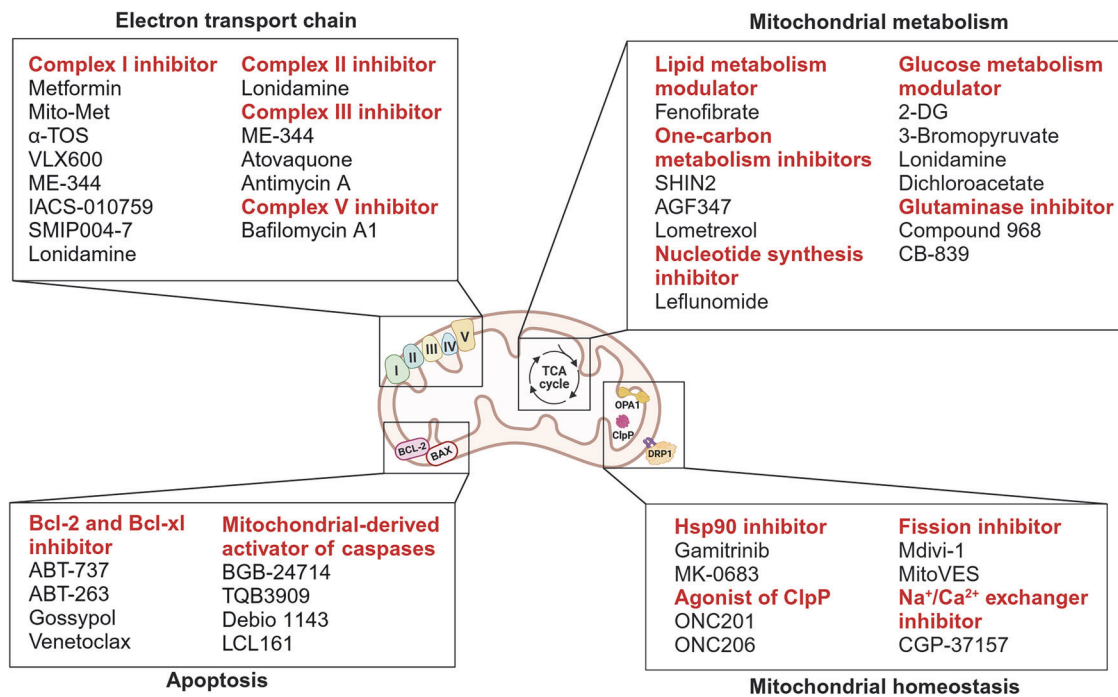 Electron transport chain
Complex I inhibitor
Metformin
Mito-Met
α-TOS
VLX600
ME-344
IACS-010759
SMIP004-7
Lonidamine
Complex II inhibitor
Lonidamine
Complex III inhibitor
ME-344
Atovaquone
Antimycin A
Complex V inhibitor
Bafilomycin A1
Mitochondrial metabolism
Lipid metabolism
modulator
Fenofibrate
One-carbon
metabolism inhibitors
SHIN2
AGF347
Lometrexol
Nucleotide synthesis
inhibitor
Leflunomide
Glucose metabolism
modulator
2-DG
3-Bromopyruvate
Lonidamine
Dichloroacetate
Glutaminase inhibitor
Compound 968
CB-839
I
II
III
IV
V
TCA
cycle
OPA1
ClpP
DRP1
BCL-2
BAX
Bcl-2 and Bcl-xl
inhibitor
ABT-737
ABT-263
Gossypol
Venetoclax
Mitochondrial-derived
activator of caspases
BGB-24714
TQB3909
Debio 1143
LCL161
Apoptosis
Hsp90 inhibitor
Gamitrinib
MK-0683
Agonist of ClpP
ONC201
ONC206
Fission inhibitor
Mdivi-1
MitoVES
Na⁺/Ca²⁺ exchanger
inhibitor
CGP-37157
Mitochondrial homeostasis